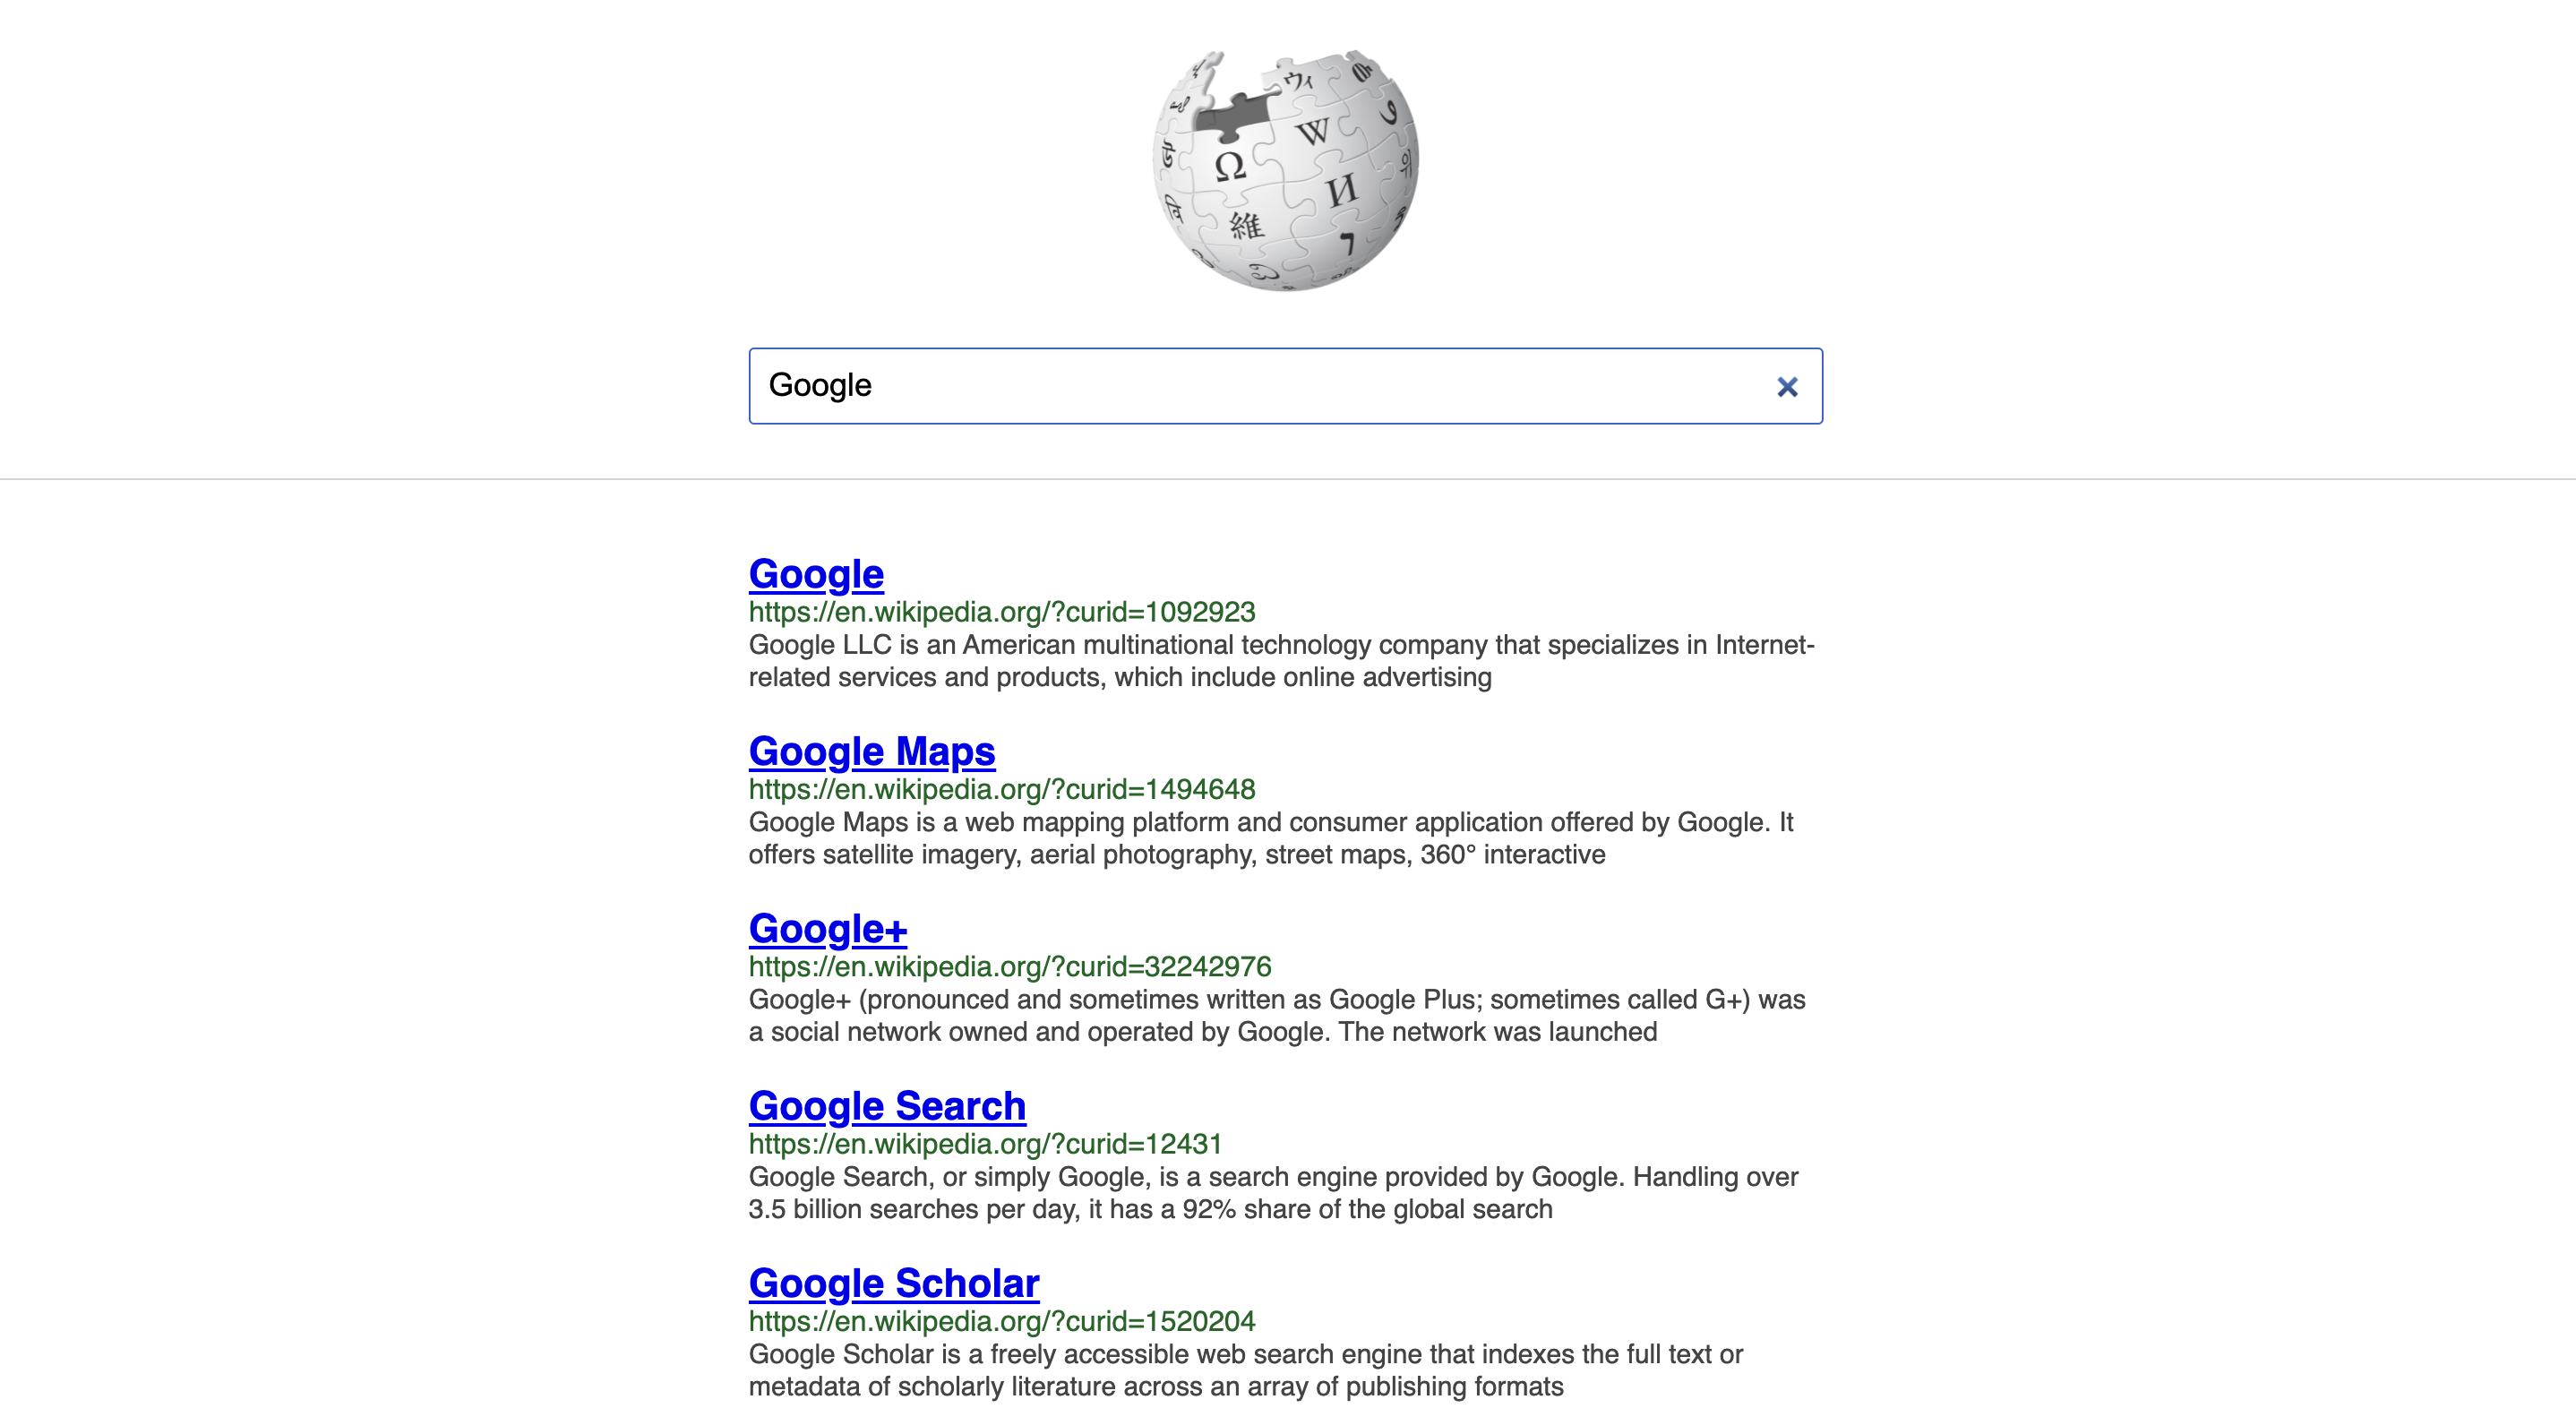 ウィ
W
Ω
И
維
Google
Google
https://en.wikipedia.org/?curid=1092923
Google LLC is an American multinational technology company that specializes in Internet-
related services and products, which include online advertising
Google Maps
https://en.wikipedia.org/?curid=1494648
Google Maps is a web mapping platform and consumer application offered by Google. It
offers satellite imagery, aerial photography, street maps, 360° interactive
Google+
https://en.wikipedia.org/?curid=32242976
Google+ (pronounced and sometimes written as Google Plus; sometimes called G+) was
a social network owned and operated by Google. The network was launched
Google Search
https://en.wikipedia.org/?curid=12431
Google Search, or simply Google, is a search engine provided by Google. Handling over
3.5 billion searches per day, it has a 92% share of the global search
Google Scholar
https://en.wikipedia.org/?curid=1520204
Google Scholar is a freely accessible web search engine that indexes the full text or
metadata of scholarly literature across an array of publishing formats